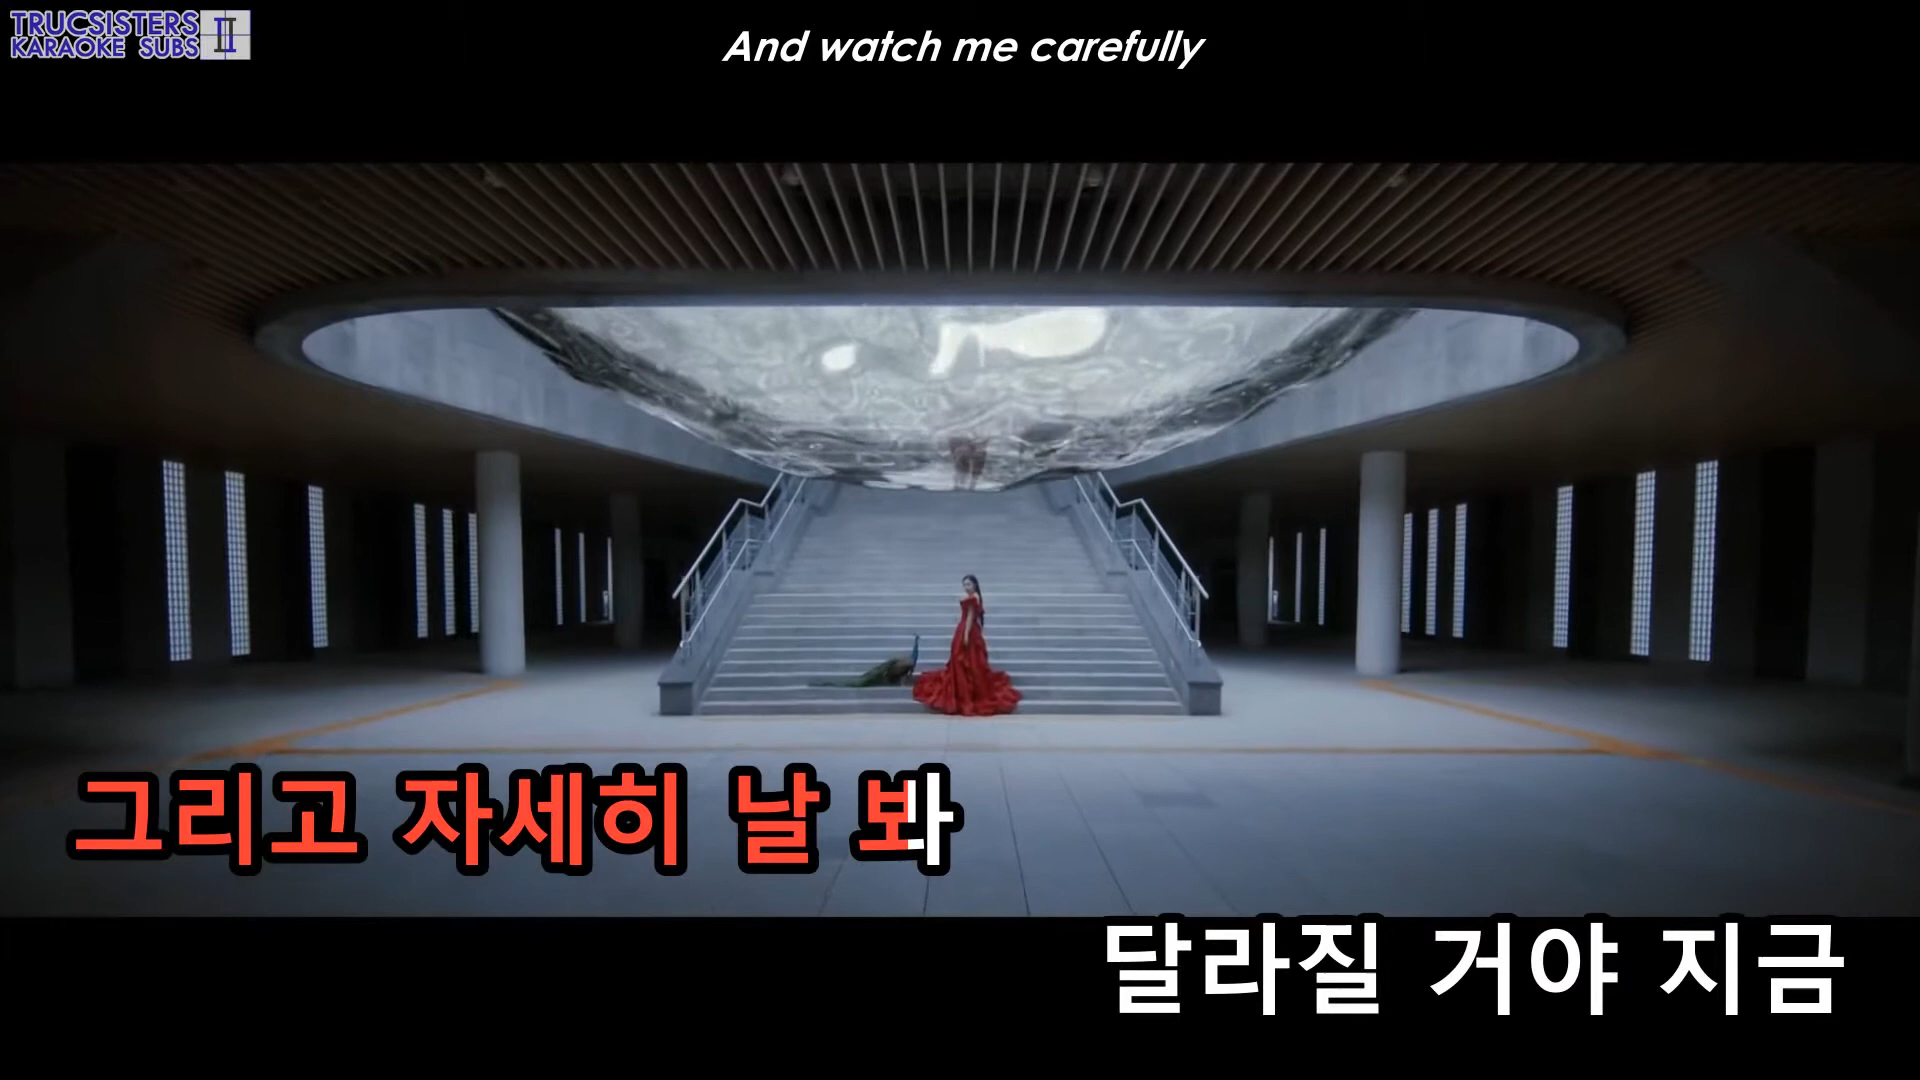 TRUCSISTERS
KARAOKE SUBS II
And watch me carefully
그리고 자세히 날 봐
달라질 거야 지금